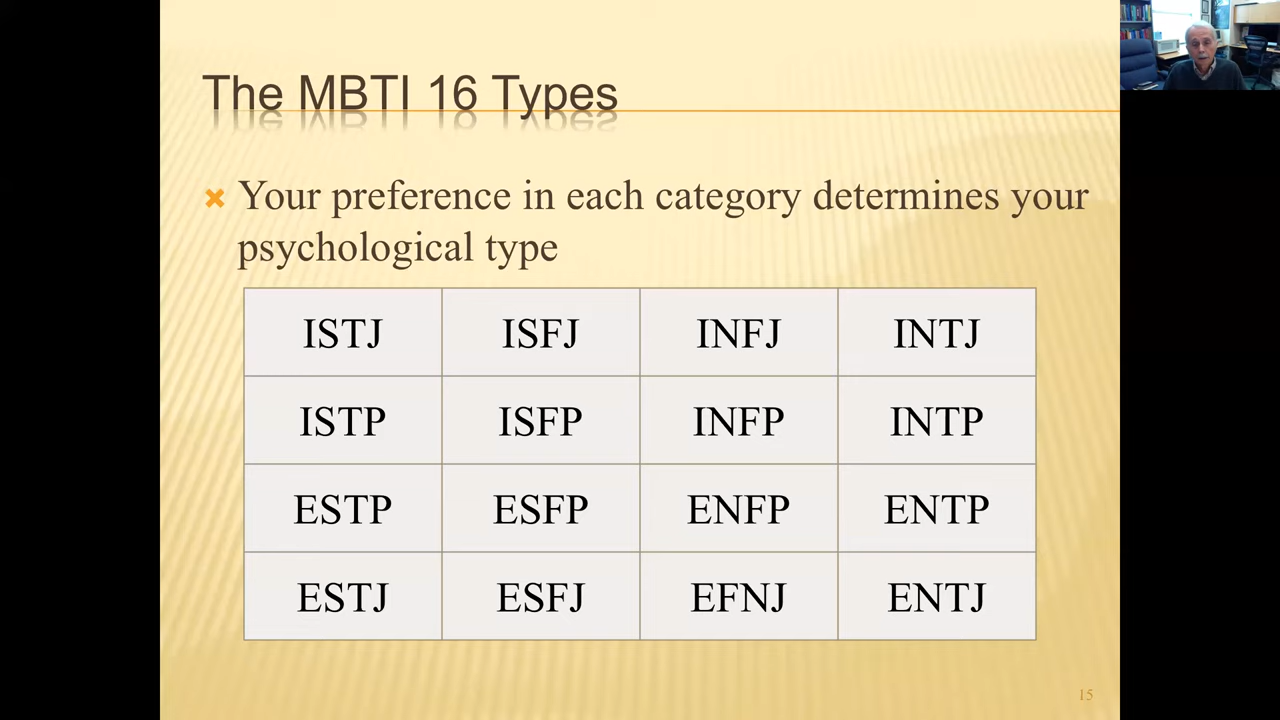 The MBTI 16 Types
Your preference in each category determines your
psychological type
ISTJ ISFJ INFJ INTJ
ISTP ISFP INFP INTP
ESTP ESFP ENFP ENTP
ESTJ ESFJ EFNJ ENTJ
15